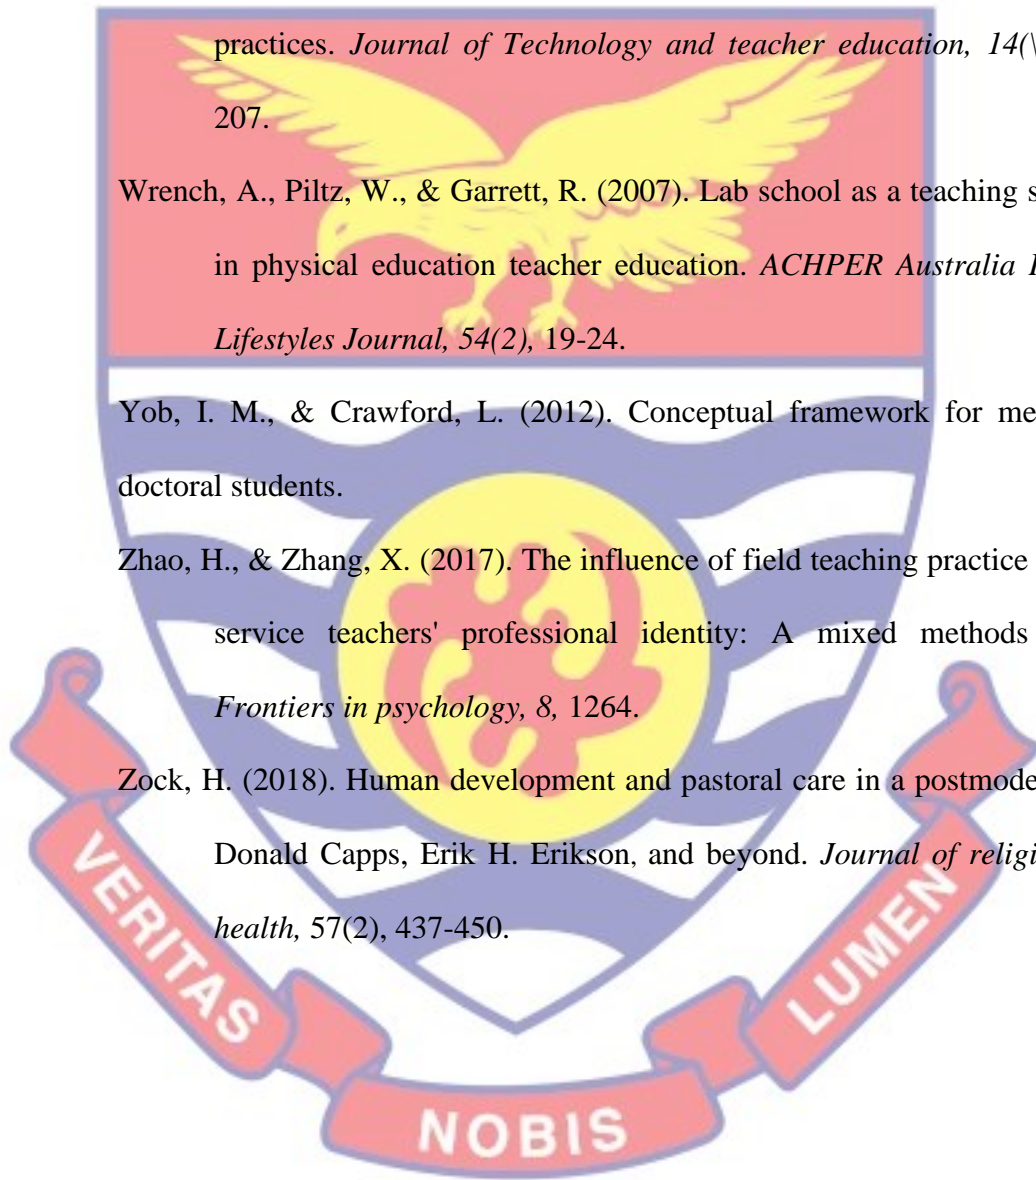 practices. Journal of Technology and teacher education, 14(
207.
Wrench, A., Piltz, W., & Garrett, R. (2007). Lab school as a teaching
in physical education teacher education. ACHPER Australia
Lifestyles Journal, 54(2), 19-24.
Yob, I. M., & Crawford, L. (2012). Conceptual framework for
doctoral students.
Zhao, H., & Zhang, X. (2017). The influence of field teaching practice
service teachers' professional identity: A mixed methods
Frontiers in psychology, 8, 1264.
Zock, H. (2018). Human development and pastoral care in a
Donald Capps, Erik H. Erikson, and beyond. Journal of
health, 57(2), 437-450.
VERITAS
NOBIS
LUMEN